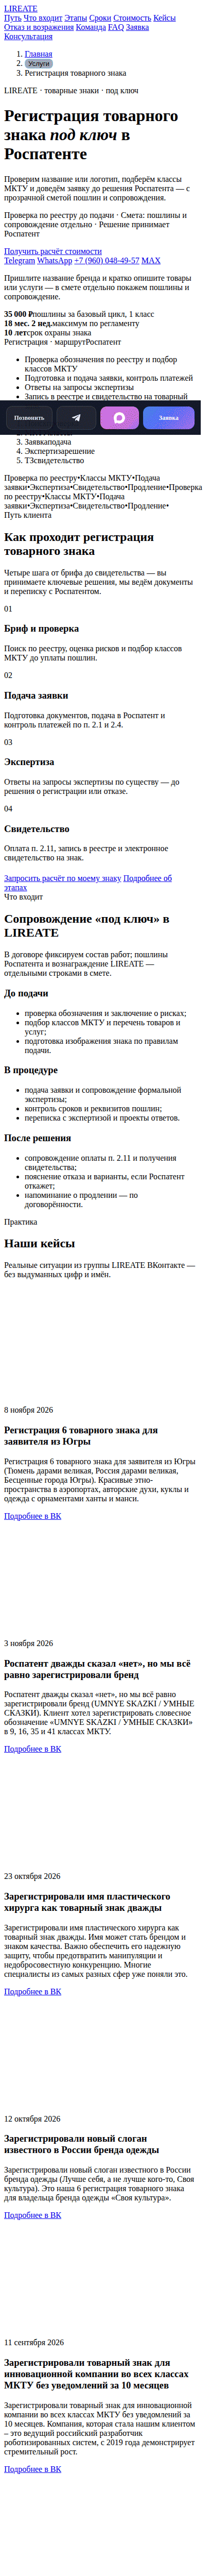 LIREATE
Путь Что входит Этапы Сроки Стоимость Кейсы
Отказ и возражения Команда FAQ Заявка
Консультация
1. Главная
2. Услуги
3. Регистрация товарного знака
LIREATE · товарные знаки · под ключ
Регистрация товарного
знака под ключ в
Роспатенте
Проверим название или логотип, подберём классы
МКТУ и доведём заявку до решения Роспатента — с
прозрачной сметой пошлин и сопровождения.
Проверка по реестру до подачи · Смета: пошлины и
сопровождение отдельно · Решение принимает
Роспатент
Получить расчёт стоимости
Telegram WhatsApp +7 (960) 048-49-57 MAX
Пришлите название бренда и кратко опишите товары
или услуги — в смете отдельно покажем пошлины и
сопровождение.
35 000 ₽пошлины за базовый цикл, 1 класс
18 мес. 2 нед.максимум по регламенту
10 летсрок охраны знака
Регистрация · маршрутРоспатент
Проверка обозначения по реестру и подбор
классов МКТУ
Подготовка и подача заявки, контроль платежей
Ответы на запросы экспертизы
Запись в реестре и свидетельство на товарный
Позвонить
Заявка
4. Заявкаподача
5. Экспертизарешение
6. ТЗсвидетельство
Проверка по реестру•Классы МКТУ•Подача
заявки•Экспертиза•Свидетельство•Продление•Проверка
по реестру•Классы МКТУ•Подача
заявки•Экспертиза•Свидетельство•Продление•
Путь клиента
Как проходит регистрация
товарного знака
Четыре шага от брифа до свидетельства — вы
принимаете ключевые решения, мы ведём документы
и переписку с Роспатентом.
01
Бриф и проверка
Поиск по реестру, оценка рисков и подбор классов
МКТУ до уплаты пошлин.
02
Подача заявки
Подготовка документов, подача в Роспатент и
контроль платежей по п. 2.1 и 2.4.
03
Экспертиза
Ответы на запросы экспертизы по существу — до
решения о регистрации или отказе.
04
Свидетельство
Оплата п. 2.11, запись в реестре и электронное
свидетельство на знак.
Запросить расчёт по моему знаку Подробнее об
этапах
Что входит
Сопровождение «под ключ» в
LIREATE
В договоре фиксируем состав работ; пошлины
Роспатента и вознаграждение LIREATE —
отдельными строками в смете.
До подачи
проверка обозначения и заключение о рисках;
подбор классов МКТУ и перечень товаров и
услуг;
подготовка изображения знака по правилам
подачи.
В процедуре
подача заявки и сопровождение формальной
экспертизы;
контроль сроков и реквизитов пошлин;
переписка с экспертизой и проекты ответов.
После решения
сопровождение оплаты п. 2.11 и получения
свидетельства;
пояснение отказа и варианты, если Роспатент
откажет;
напоминание о продлении — по
договорённости.
Практика
Наши кейсы
Реальные ситуации из группы LIREATE ВКонтакте —
без выдуманных цифр и имён.
8 ноября 2026
Регистрация 6 товарного знака для
заявителя из Югры
Регистрация 6 товарного знака для заявителя из Югры
(Тюмень дарами великая, Россия дарами великая,
Бесценные города Югры). Красивые этно-
пространства в аэропортах, авторские духи, куклы и
одежда с орнаментами ханты и манси.
Подробнее в ВК
3 ноября 2026
Роспатент дважды сказал «нет», но мы всё
равно зарегистрировали бренд
Роспатент дважды сказал «нет», но мы всё равно
зарегистрировали бренд (UMNYE SKAZKI / УМНЫЕ
СКАЗКИ). Клиент хотел зарегистрировать словесное
обозначение «UMNYE SKAZKI / УМНЫЕ СКАЗКИ»
в 9, 16, 35 и 41 классах МКТУ.
Подробнее в ВК
23 октября 2026
Зарегистрировали имя пластического
хирурга как товарный знак дважды
Зарегистрировали имя пластического хирурга как
товарный знак дважды. Имя может стать брендом и
знаком качества. Важно обеспечить его надежную
защиту, чтобы предотвратить манипуляции и
недобросовестную конкуренцию. Многие
специалисты из самых разных сфер уже поняли это.
Подробнее в ВК
12 октября 2026
Зарегистрировали новый слоган
известного в России бренда одежды
Зарегистрировали новый слоган известного в России
бренда одежды (Лучше себя, а не лучше кого-то, Своя
культура). Это наша 6 регистрация товарного знака
для владельца бренда одежды «Своя культура».
Подробнее в ВК
11 сентября 2026
Зарегистрировали товарный знак для
инновационной компании во всех классах
МКТУ без уведомлений за 10 месяцев
Зарегистрировали товарный знак для инновационной
компании во всех классах МКТУ без уведомлений за
10 месяцев. Компания, которая стала нашим клиентом
– это ведущий российский разработчик
роботизированных систем, с 2019 года демонстрирует
стремительный рост.
Подробнее в ВК